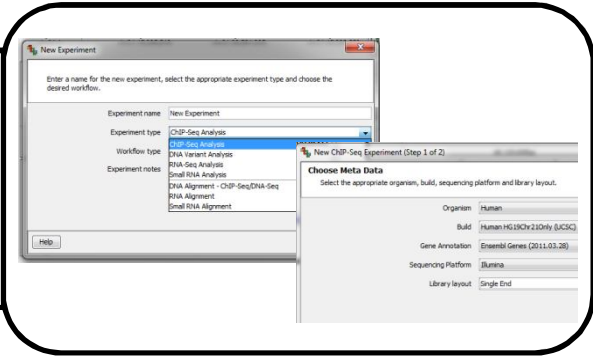 New Experiment
Enter a name for the new experiment, select the appropriate experiment type and choose the
desired workflow.
Experiment name New Experiment
Experiment type ChIP-Seq Analysis
ChIP-Seq Analysis
Workflow type
DNA Variant Analysis
RNA-Seq Analysis
Experiment notes
Small RNA Analysis
DNA Alignment - ChIP-Seq/DNA-Seq
RNA Alignment
Small RNA Alignment
Help
New ChIP-Seq Experiment (Step 1 of 2)
Choose Meta Data
Select the appropriate organism, build, sequencing platform and library layout.
Organism Human
Build Human HG19Chr21Only (UCSC)
Gene Annotation Ensembl Genes (2011.03.28)
Sequencing Platform Illumina
Library layout Single End